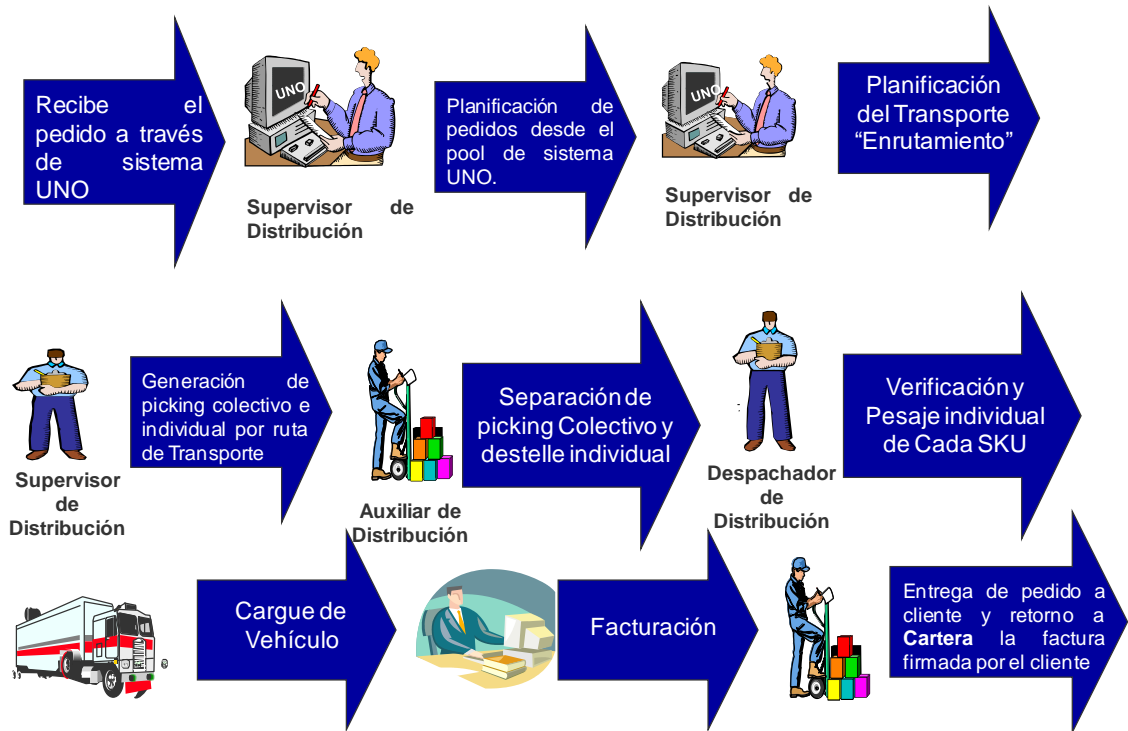 Recibe el
pedido a través
de sistema
UNO
UNO
Supervisor de
Distribución
Planificación de
pedidos desde el
pool de sistema
UNO.
UNO
Supervisor de
Distribución
Planificación
del Transporte
“Enrutamiento”
Supervisor
de
Distribución
Generación de
picking colectivo e
individual por ruta
de Transporte
Auxiliar de
Distribución
Separación de
picking Colectivo y
destelle individual
:
Despachador
de
Distribución
Verificación y
Pesaje individual
de Cada SKU
Cargue de
Vehículo
Facturación
Entrega de pedido a
cliente y retorno a
Cartera la factura
firmada por el cliente